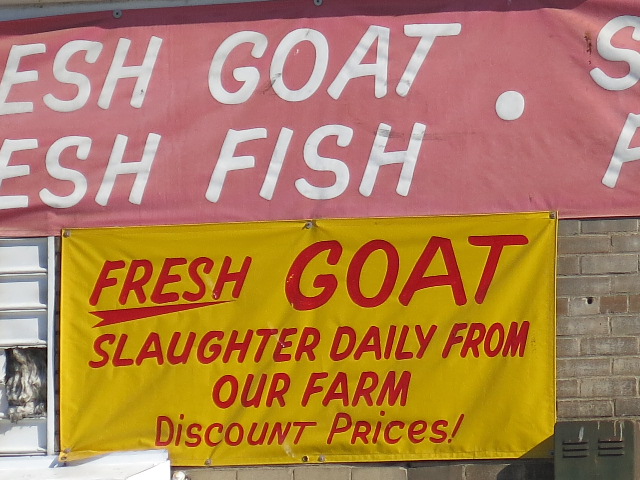 ESH GOAT • S
ESH FISH
FRESH GOAT
SLAUGHTER DAILY FROM
OUR FARM
Discount Prices!